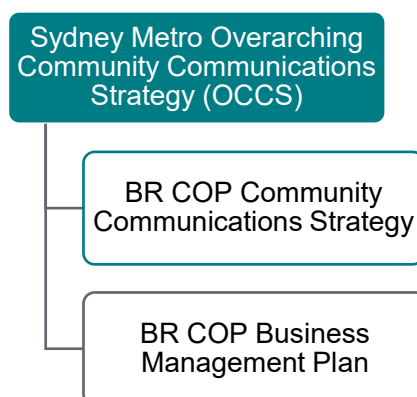 Sydney Metro Overarching
Community Communications
Strategy (OCCS)
BR COP Community
Communications Strategy
BR COP Business
Management Plan